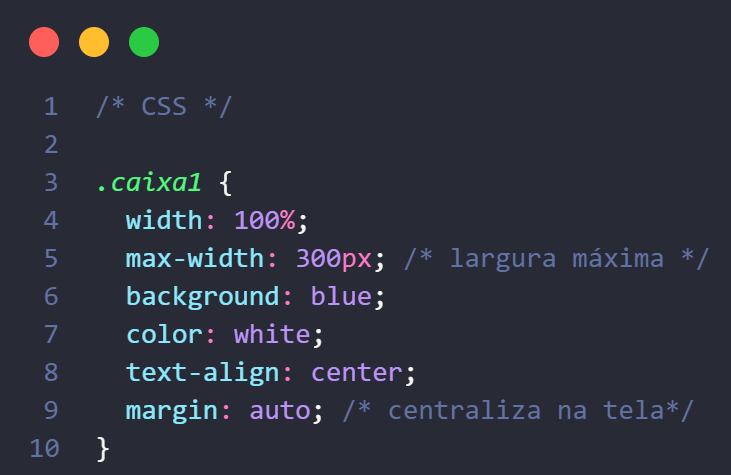 1 /* CSS */
2
3 .caixa1 {
4 width: 100%;
5 max-width: 300px; /* largura máxima */
6 background: blue;
7 color: white;
8 text-align: center;
9 margin: auto; /* centraliza na tela*/
10 }